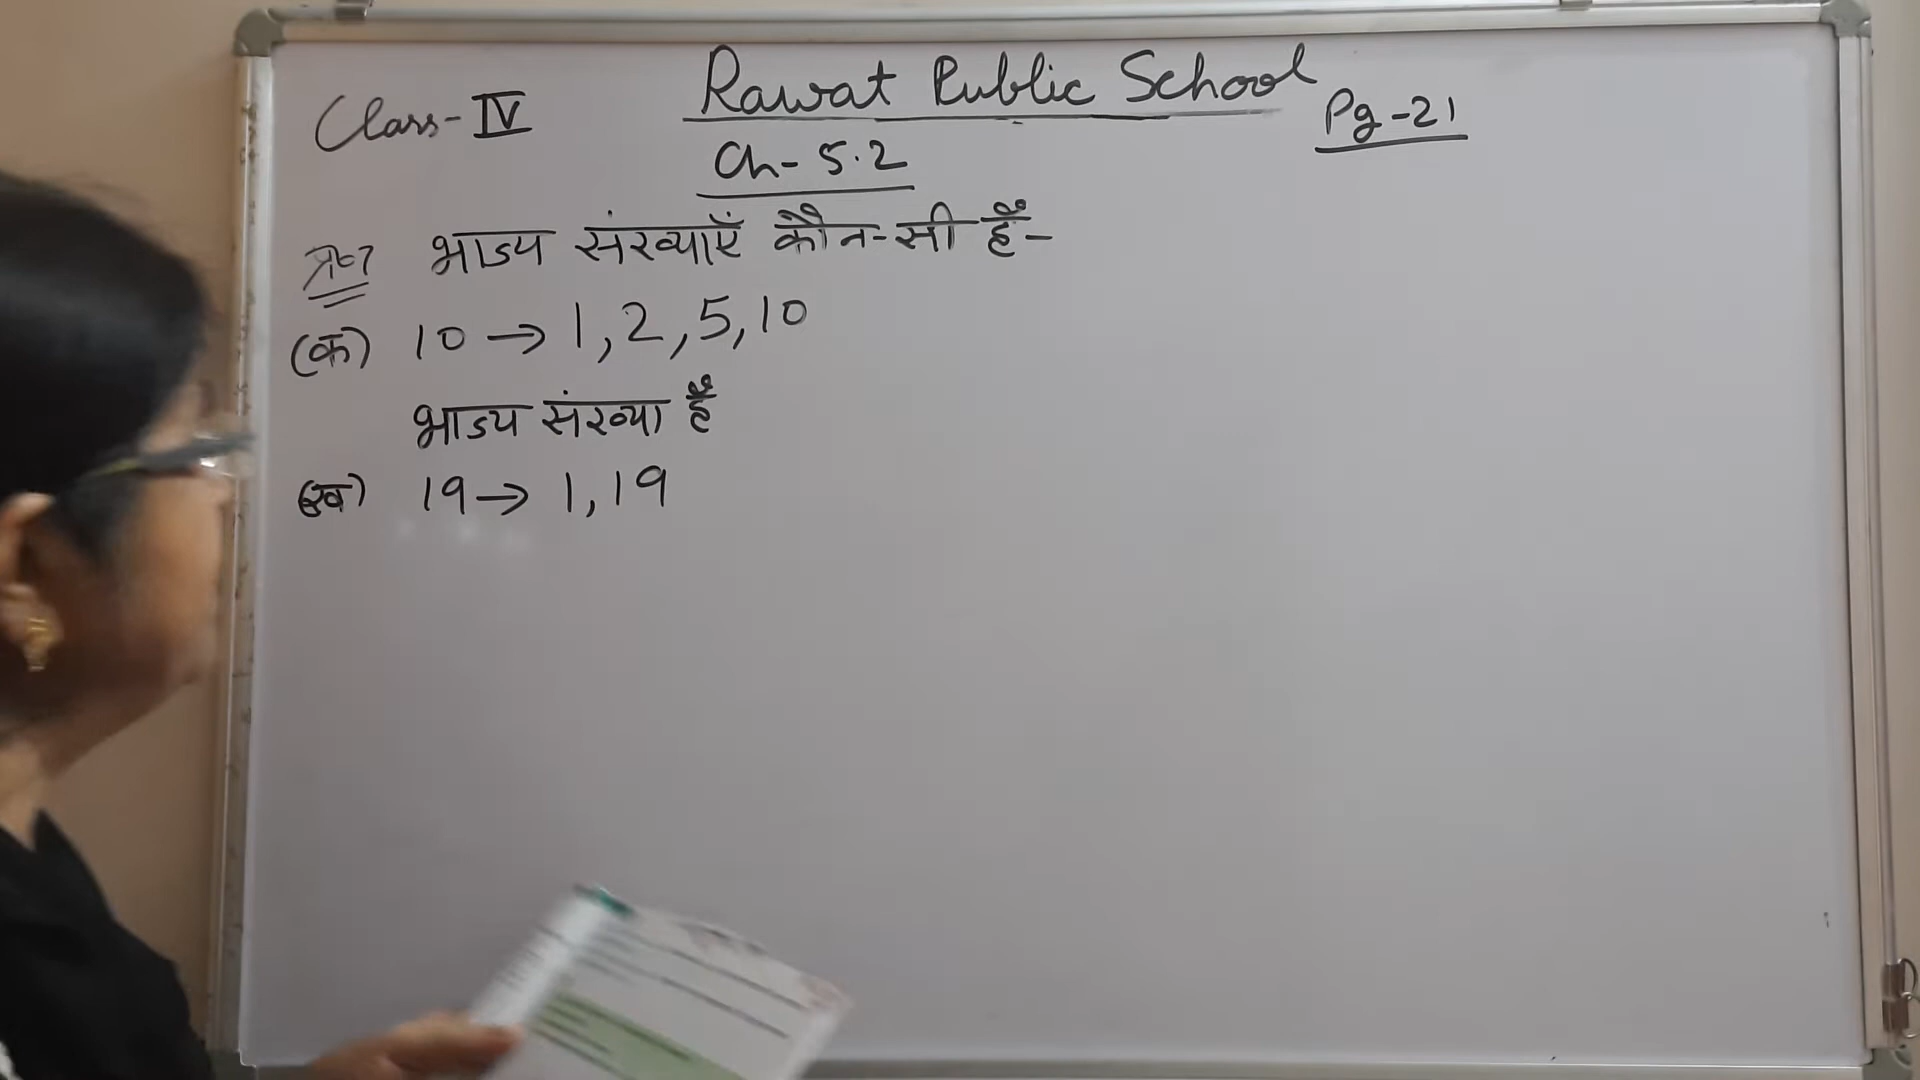 Rawat Public School
Class-IV
Pg-21
Ch-5.2
प्र०7 भाज्य संख्याएँ कौन-सी हैं-
(क) 10 → 1, 2, 5, 10
भाज्य संख्या हैं
(ख) 19 → 1, 19